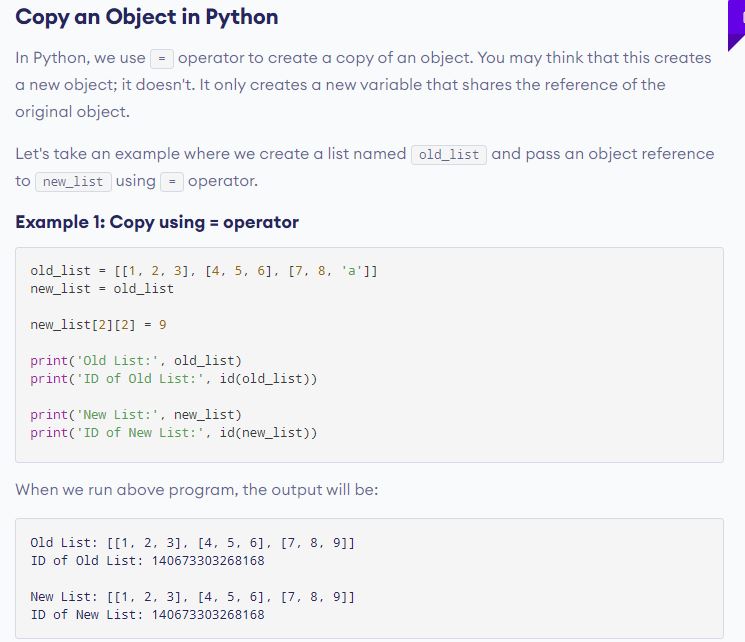 Copy an Object in Python
In Python, we use = operator to create a copy of an object. You may think that this creates
a new object; it doesn't. It only creates a new variable that shares the reference of the
original object.
Let's take an example where we create a list named old_list and pass an object reference
to new_list using = operator.
Example 1: Copy using = operator
old_list = [[1, 2, 3], [4, 5, 6], [7, 8, 'a']]
new_list = old_list
new_list[2][2] = 9
print('Old List:', old_list)
print('ID of Old List:', id(old_list))
print('New List:', new_list)
print('ID of New List:', id(new_list))
When we run above program, the output will be:
Old List: [[1, 2, 3], [4, 5, 6], [7, 8, 9]]
ID of Old List: 140673303268168
New List: [[1, 2, 3], [4, 5, 6], [7, 8, 9]]
ID of New List: 140673303268168